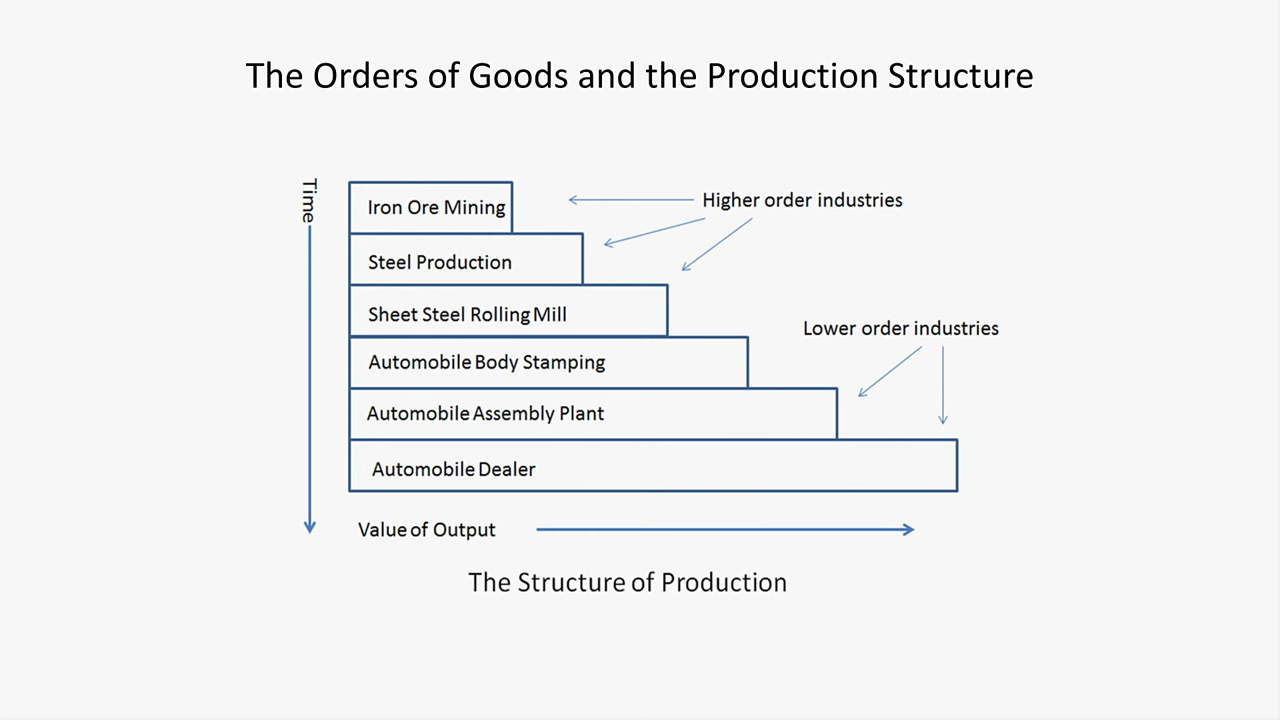 The Orders of Goods and the Production Structure
Time
Iron Ore Mining
Higher order industries
Steel Production
Sheet Steel Rolling Mill
Lower order industries
Automobile Body Stamping
Automobile Assembly Plant
Automobile Dealer
Value of Output
The Structure of Production